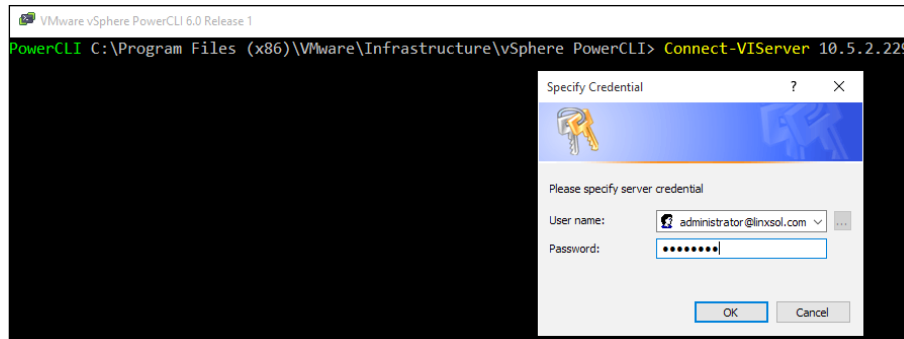 VMware vSphere PowerCLI 6.0 Release 1
PowerCLI C:\Program Files (x86)\VMware\Infrastructure\vSphere PowerCLI> Connect-VIServer 10.5.2.229
Specify Credential ? ×
Please specify server credential
User name: administrator@linxsol.com ...
Password: ••••••••
OK Cancel